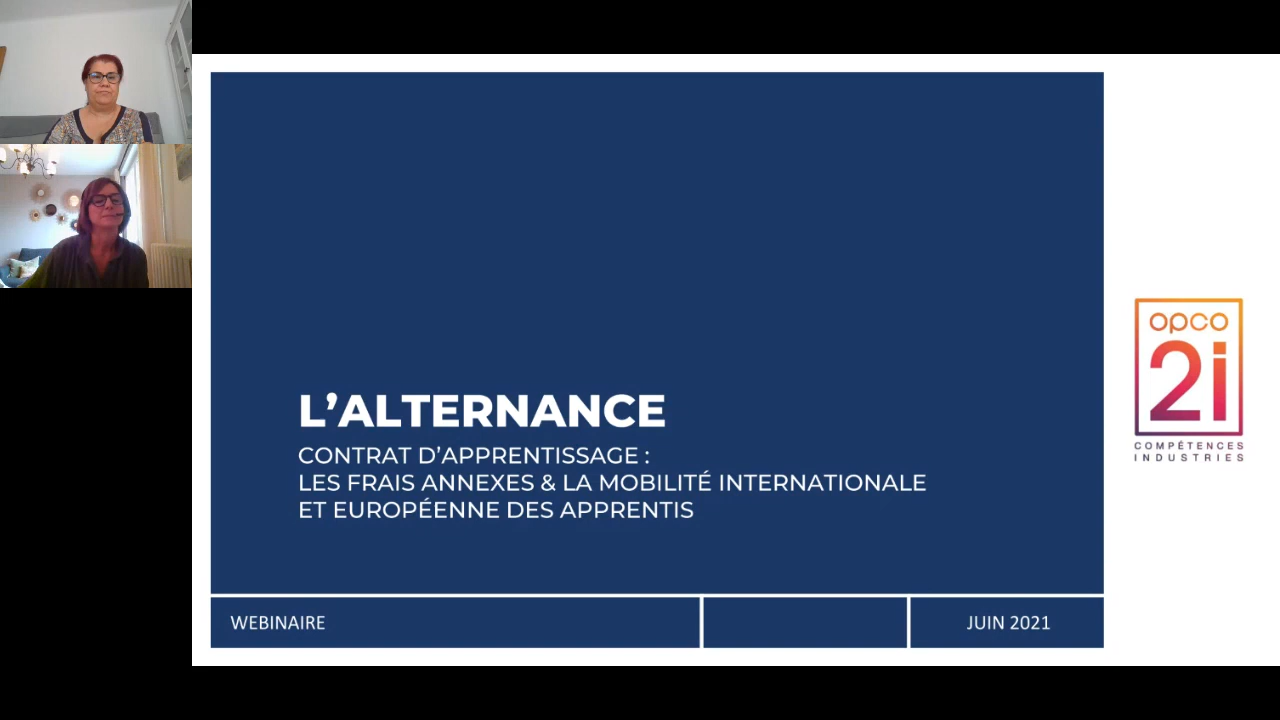 L'ALTERNANCE
CONTRAT D'APPRENTISSAGE :
LES FRAIS ANNEXES & LA MOBILITÉ INTERNATIONALE
ET EUROPÉENNE DES APPRENTIS
WEBINAIRE
JUIN 2021
opco
2i
COMPÉTENCES
INDUSTRIES